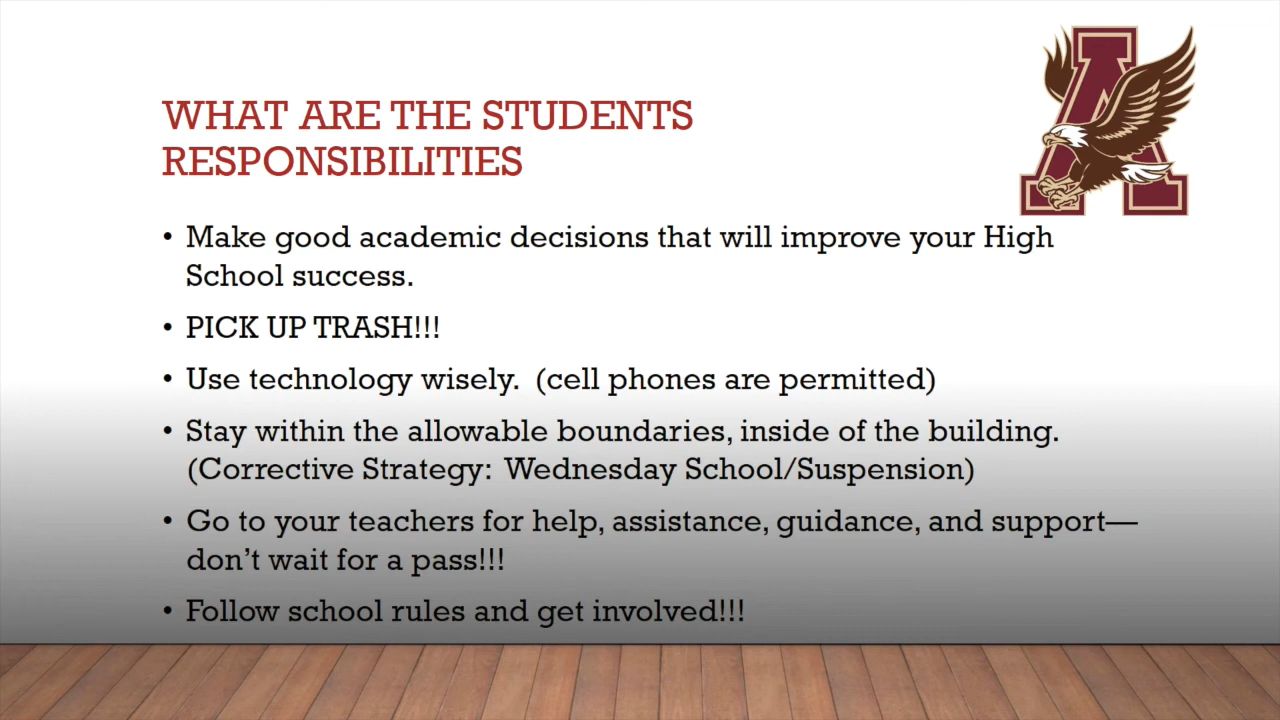 WHAT ARE THE STUDENTS
RESPONSIBILITIES
A
• Make good academic decisions that will improve your High
School success.
• PICK UP TRASH!!!
• Use technology wisely.  (cell phones are permitted)
• Stay within the allowable boundaries, inside of the building.
(Corrective Strategy:  Wednesday School/Suspension)
• Go to your teachers for help, assistance, guidance, and support—
don’t wait for a pass!!!
• Follow school rules and get involved!!!